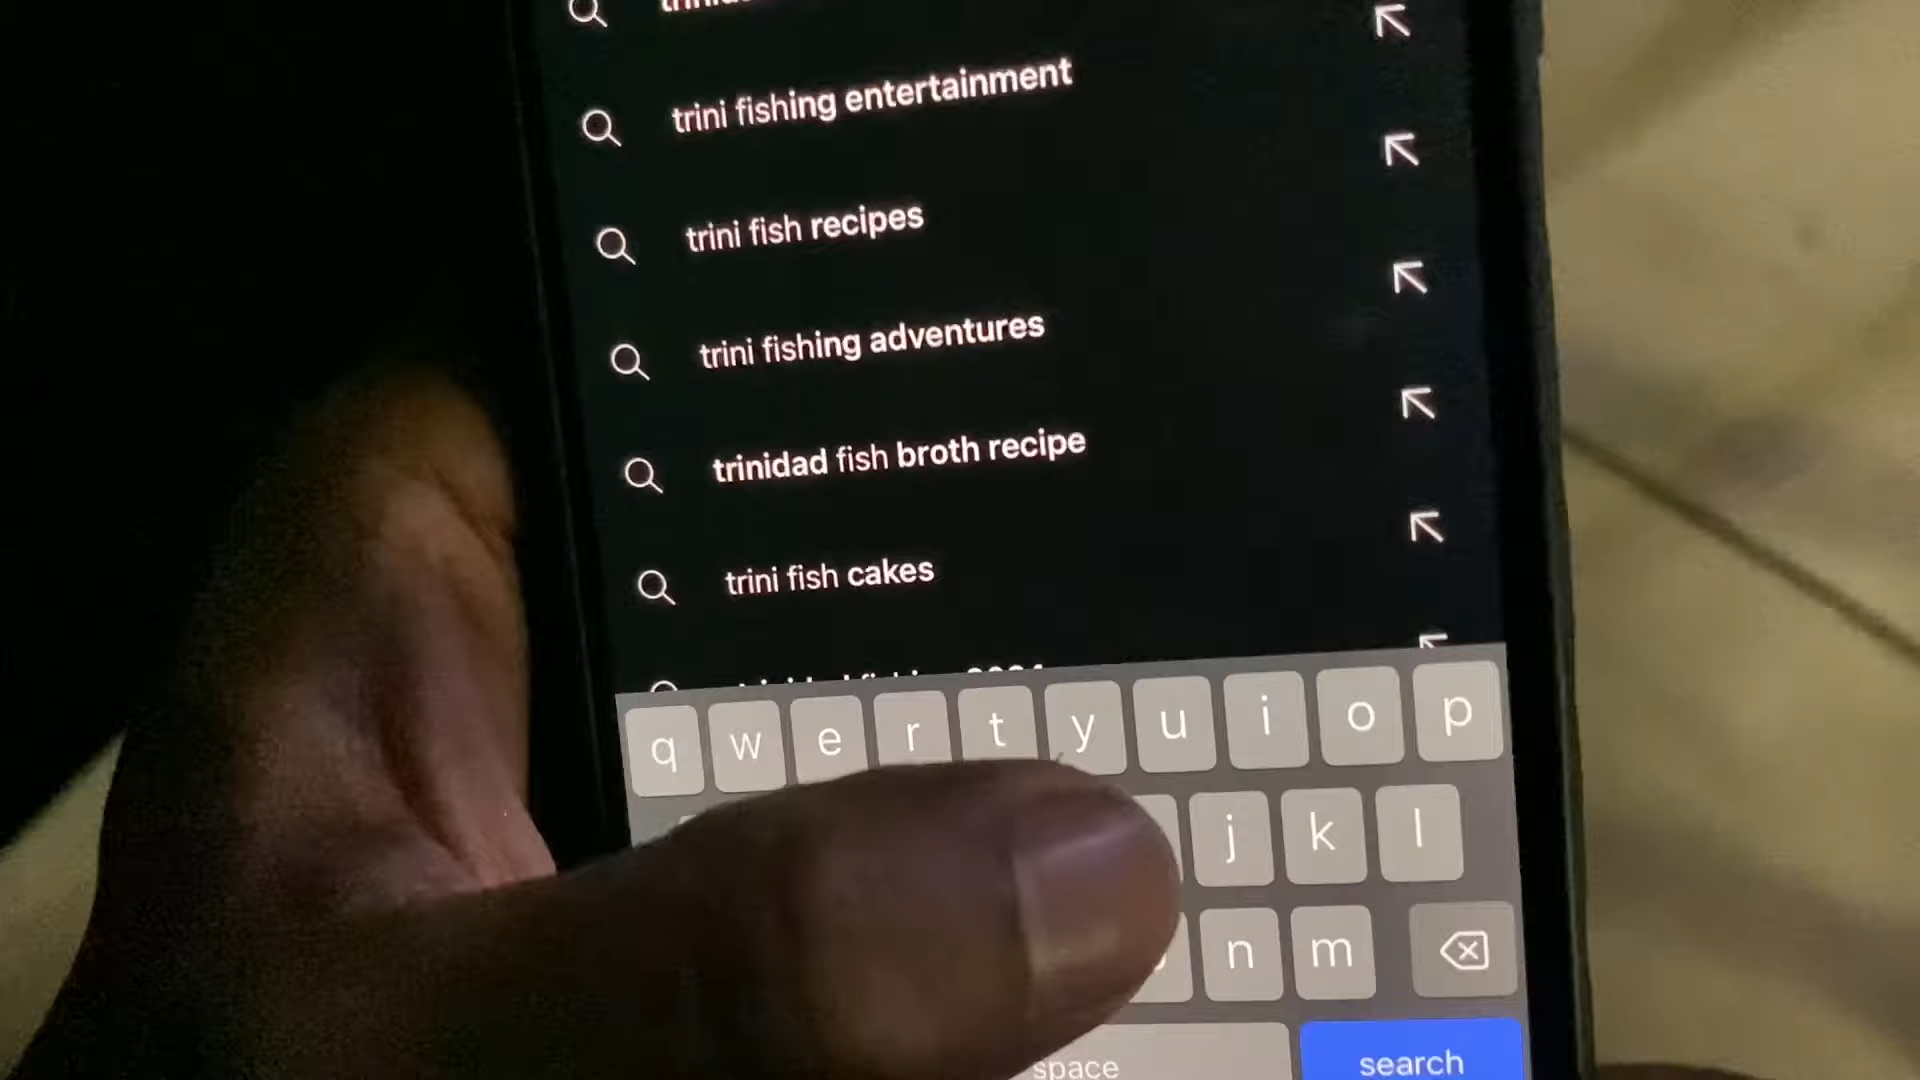 trini fishing entertainment
trini fish recipes
trini fishing adventures
trinidad fish broth recipe
trini fish cakes
q w e r t y u i o p
j k l
n m
space search